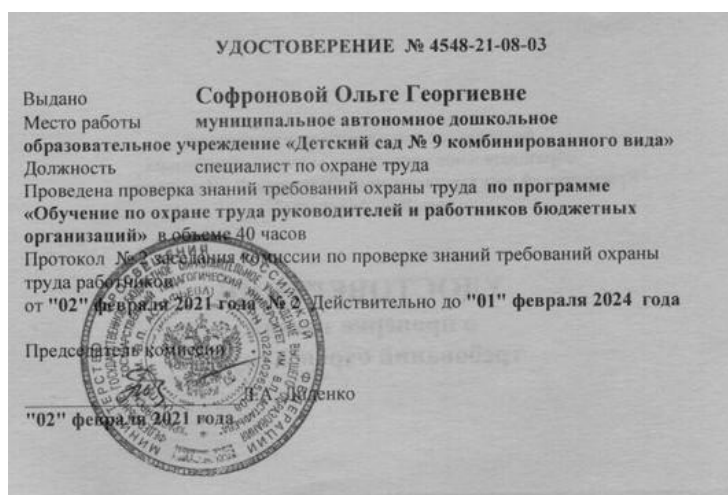 УДОСТОВЕРЕНИЕ № 4548-21-08-03
Выдано Софроновой Ольге Георгиевне
Место работы муниципальное автономное дошкольное
образовательное учреждение «Детский сад № 9 комбинированного вида»
Должность специалист по охране труда
Проведена проверка знаний требований охраны труда по программе
«Обучение по охране труда руководителей и работников бюджетных
организаций» в объеме 40 часов
Протокол № 2 заседания комиссии по проверке знаний требований охраны
труда работников
от "02" февраля 2021 года № 2 Действительно до "01" февраля 2024 года
Председатель комиссии
Л.А. 
"02" февраля 2021 года